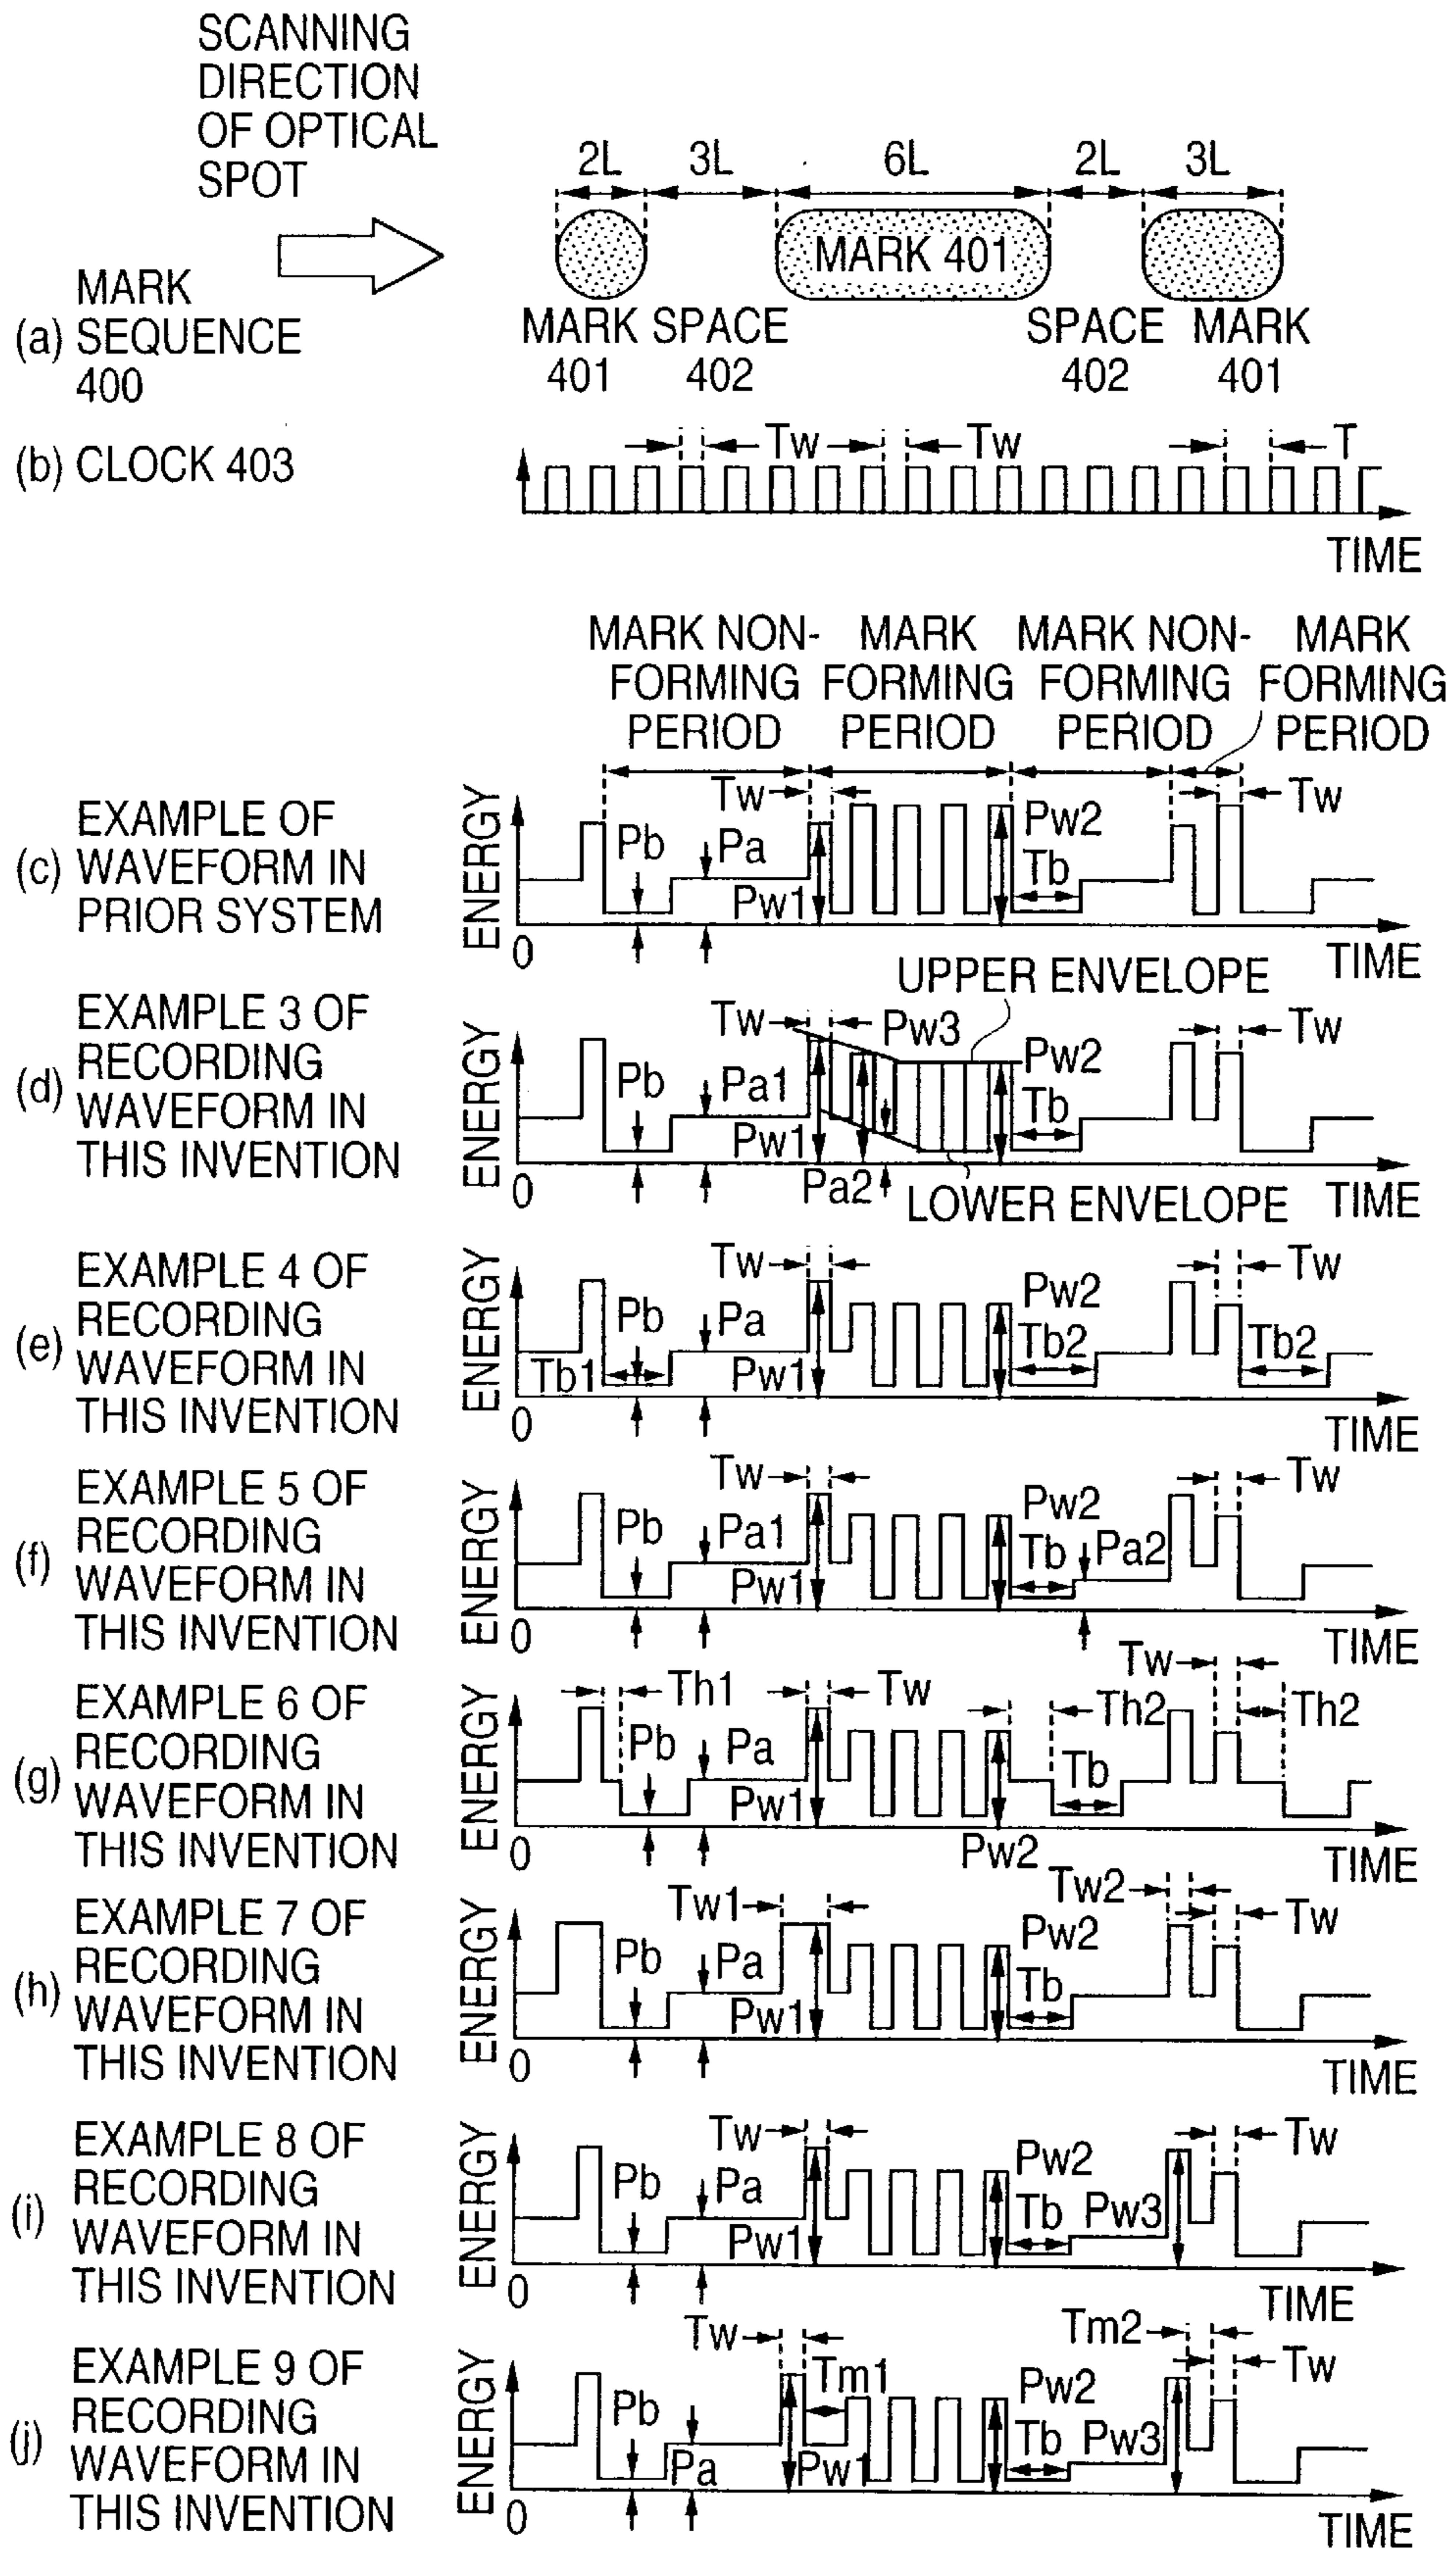 SCANNING
DIRECTION
OF OPTICAL
SPOT
2L 3L 6L 2L 3L
MARK 401
MARK
(a) SEQUENCE
400
MARK SPACE SPACE MARK
401 402 402 401
(b) CLOCK 403
Tw Tw T
TIME
MARK NON- MARK MARK NON- MARK
FORMING FORMING FORMING FORMING
PERIOD PERIOD PERIOD PERIOD
EXAMPLE OF
(c) WAVEFORM IN
PRIOR SYSTEM
ENERGY
Tw Tw
Pb Pa Pw2
Pw1 Tb
0 TIME
UPPER ENVELOPE
EXAMPLE 3 OF
RECORDING
(d) WAVEFORM IN
THIS INVENTION
ENERGY
Tw Pw3 Tw
Pb Pa1 Pw2
Pw1 Tb
0 Pa2 LOWER ENVELOPE TIME
EXAMPLE 4 OF
RECORDING
(e) WAVEFORM IN
THIS INVENTION
ENERGY
Tw Tw
Pb Pa Pw2
Tb1 Pw1 Tb2 Tb2
0 TIME
EXAMPLE 5 OF
RECORDING
(f) WAVEFORM IN
THIS INVENTION
ENERGY
Tw Tw
Pb Pa1 Pw2
Pw1 Tb Pa2
0 TIME
EXAMPLE 6 OF
RECORDING
(g) WAVEFORM IN
THIS INVENTION
ENERGY
Tw
Th1 Tw Th2 Th2
Pb Pa Tb
Pw1
0 Pw2 TIME
EXAMPLE 7 OF
RECORDING
(h) WAVEFORM IN
THIS INVENTION
ENERGY
Tw1 Tw2 Tw
Pb Pa Pw2
Pw1 Tb
0 TIME
EXAMPLE 8 OF
RECORDING
(i) WAVEFORM IN
THIS INVENTION
ENERGY
Tw Tw
Pb Pa Pw2
Pw1 Tb Pw3
0 TIME
EXAMPLE 9 OF
RECORDING
(j) WAVEFORM IN
THIS INVENTION
ENERGY
Tw Tm2
Tm1 Tw
Pb Pw2
Pa Pw1 Tb Pw3
0 TIME